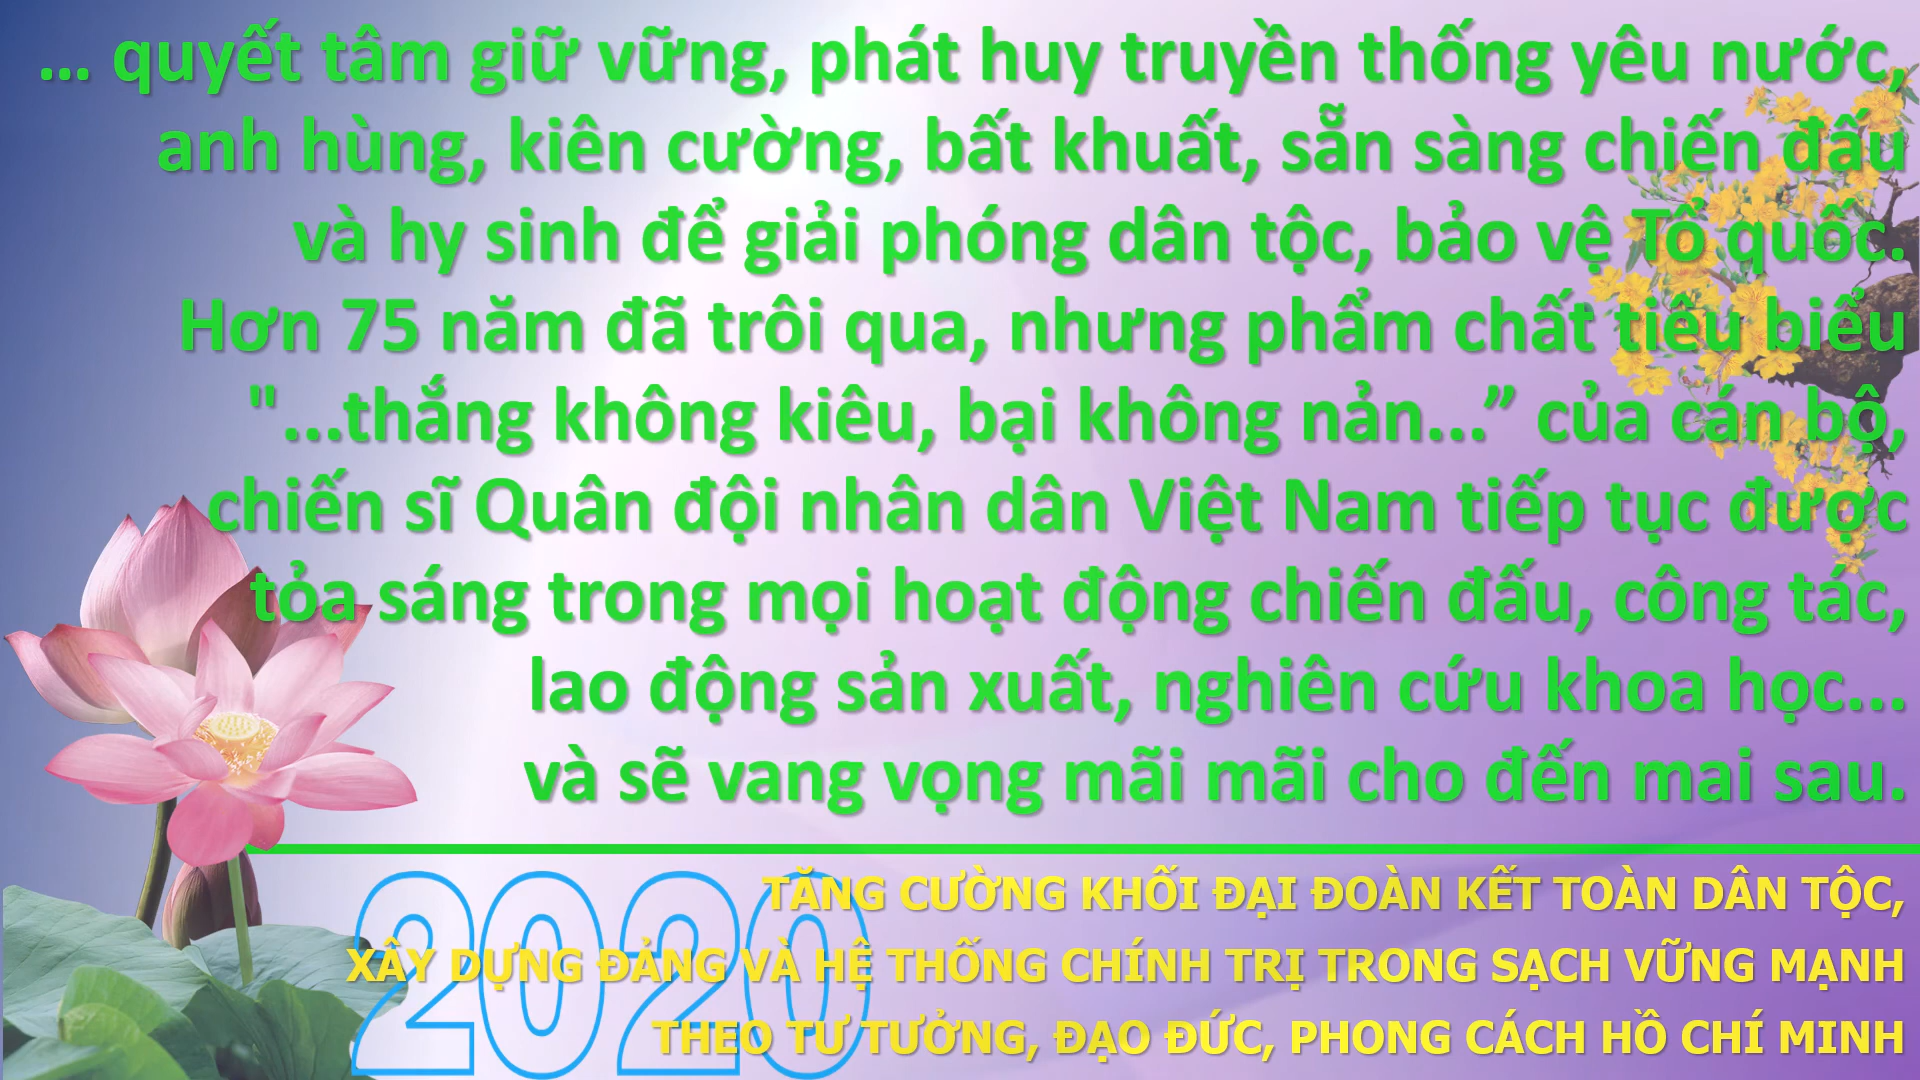 ... quyết tâm giữ vững, phát huy truyền thống yêu nước,
anh hùng, kiên cường, bất khuất, sẵn sàng chiến đấu
và hy sinh để giải phóng dân tộc, bảo vệ Tổ quốc.
Hơn 75 năm đã trôi qua, nhưng phẩm chất tiêu biểu
"...thắng không kiêu, bại không nản...” của cán bộ,
chiến sĩ Quân đội nhân dân Việt Nam tiếp tục được
tỏa sáng trong mọi hoạt động chiến đấu, công tác,
lao động sản xuất, nghiên cứu khoa học...
và sẽ vang vọng mãi mãi cho đến mai sau.
2020
TĂNG CƯỜNG KHỐI ĐẠI ĐOÀN KẾT TOÀN DÂN TỘC,
XÂY DỰNG ĐẢNG VÀ HỆ THỐNG CHÍNH TRỊ TRONG SẠCH VỮNG MẠNH
THEO TƯ TƯỞNG, ĐẠO ĐỨC, PHONG CÁCH HỒ CHÍ MINH